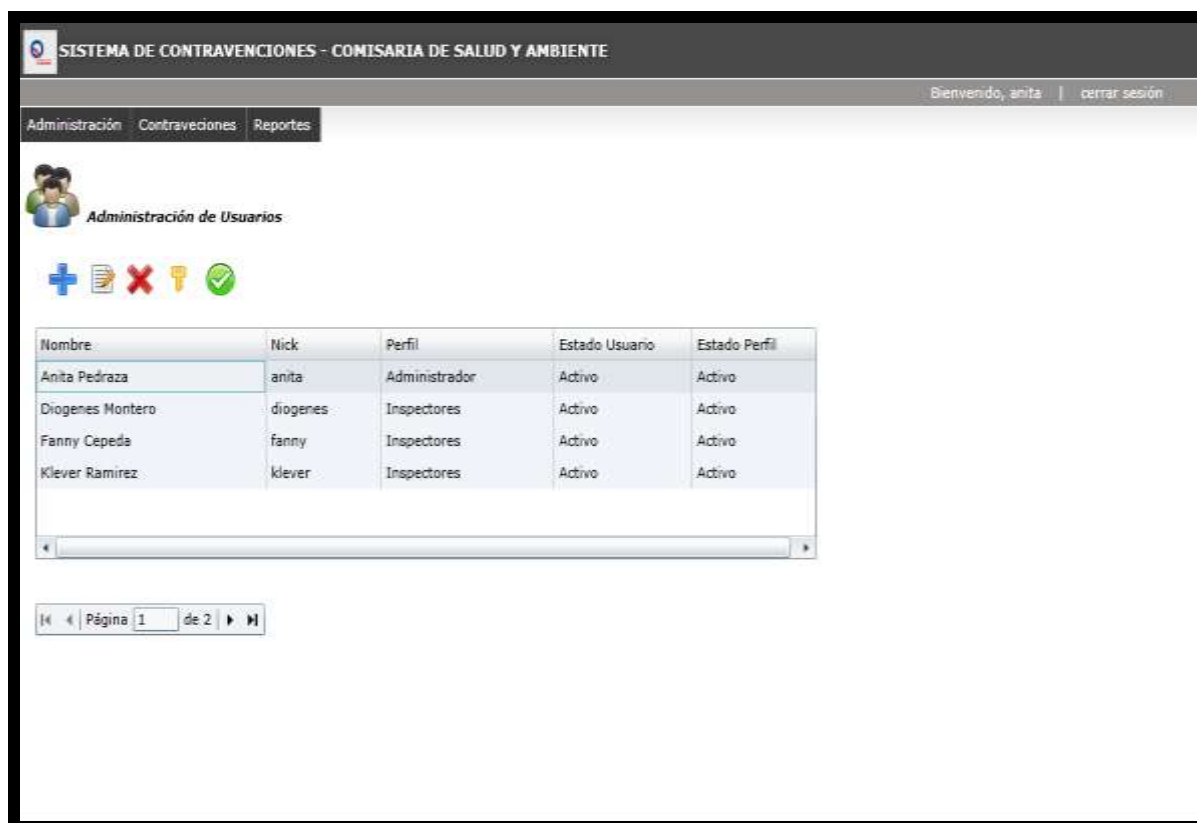 SISTEMA DE CONTRAVENCIONES - COMISARIA DE SALUD Y AMBIENTE
Bienvenido, anita | cerrar sesión
Administración Contraveciones Reportes
Administración de Usuarios
Nombre Nick Perfil Estado Usuario Estado Perfil
Anita Pedraza anita Administrador Activo Activo
Diogenes Montero diogenes Inspectores Activo Activo
Fanny Cepeda fanny Inspectores Activo Activo
Klever Ramirez klever Inspectores Activo Activo
Página 1 de 2